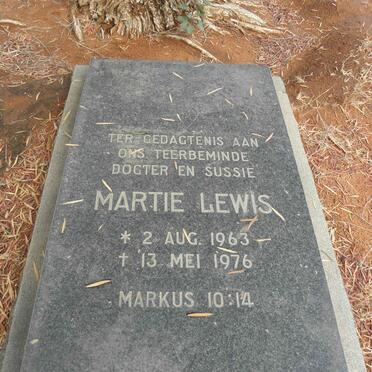 TER GEDAGTENIS AAN
ONS TEERBEMINDE
DOGTER EN SUSSIE
MARTIE LEWIS
* 2 AUG. 1963
† 13 MEI 1976
MARKUS 10:14